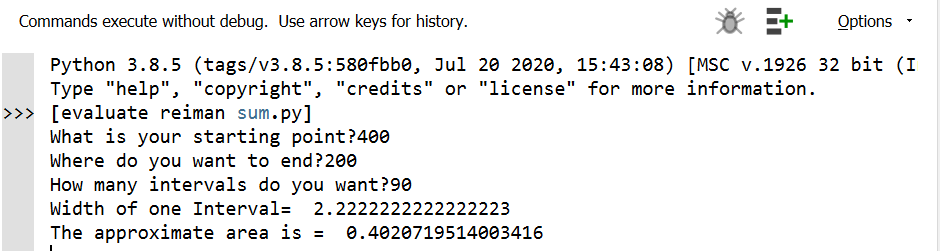 Commands execute without debug. Use arrow keys for history.
Options
Python 3.8.5 (tags/v3.8.5:580fbb0, Jul 20 2020, 15:43:08) [MSC v.1926 32 bit (I
Type "help", "copyright", "credits" or "license" for more information.
>>> [evaluate reiman sum.py]
What is your starting point?400
Where do you want to end?200
How many intervals do you want?90
Width of one Interval=  2.2222222222222223
The approximate area is =  0.4020719514003416